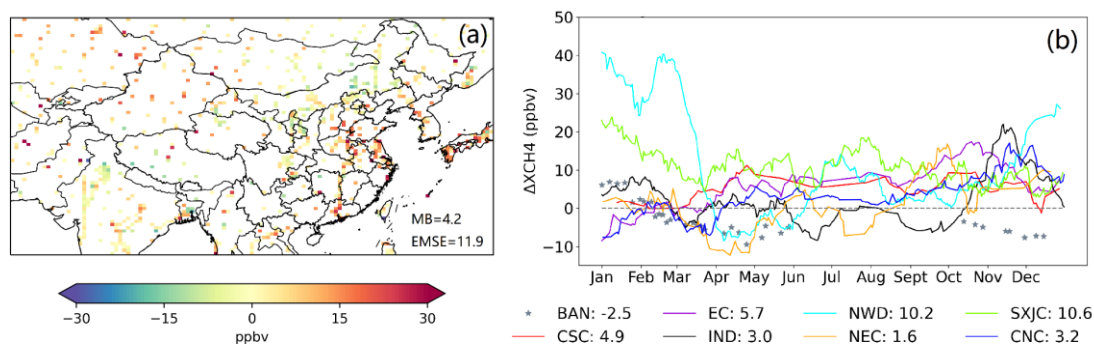 (a)
MB=4.2
EMSE=11.9
−30 −15 0 15 30
ppbv
(b)
ΔXCH4 (ppbv)
50
40
30
20
10
0
−10
Jan Feb Mar Apr May Jun Jul Aug Sept Oct Nov Dec
BAN: -2.5 EC: 5.7 NWD: 10.2 SXJC: 10.6
CSC: 4.9 IND: 3.0 NEC: 1.6 CNC: 3.2